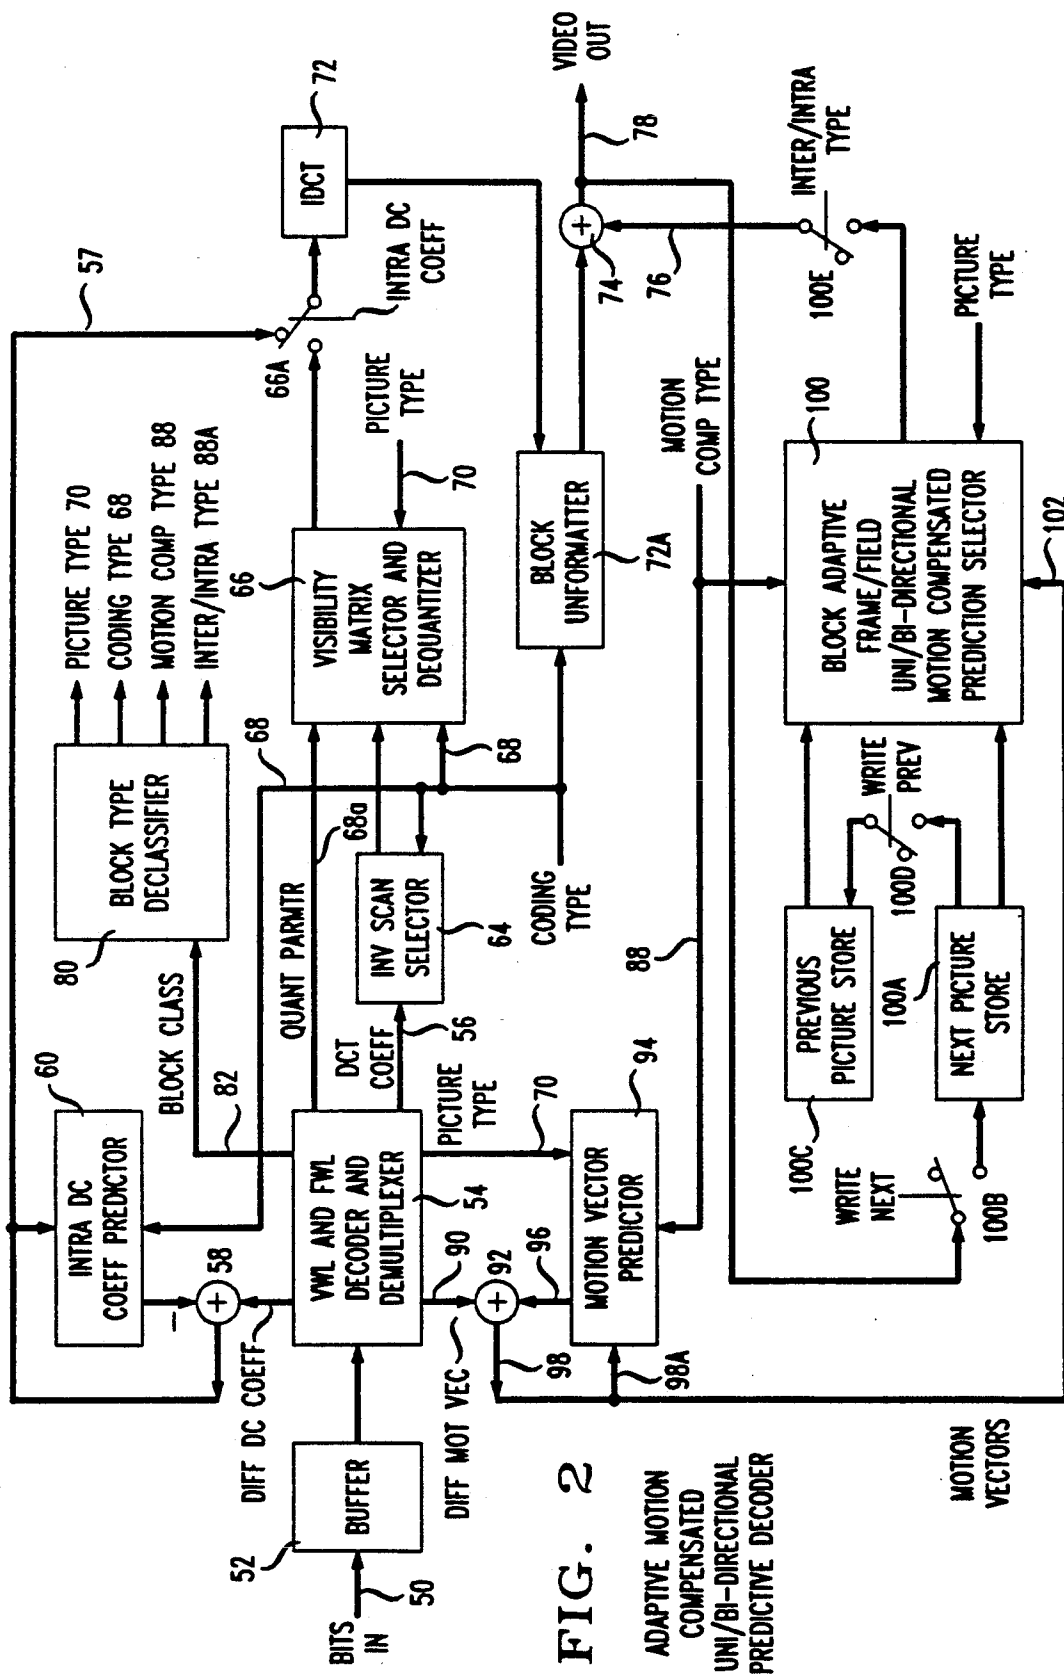 57
60
INTRA DC
COEFF PREDICTOR
58
–
DIFF DC COEFF
80
BLOCK TYPE
DECLASSIFIER
PICTURE TYPE 70
CODING TYPE 68
MOTION COMP TYPE 88
INTER/INTRA TYPE 88A
BLOCK CLASS
82
68
66A
INTRA DC
COEFF
IDCT
72
BITS
IN
50
52
BUFFER
VWL AND FWL
DECODER AND
DEMULTIPLEXER
54
QUANT PARMTR
68a
DCT
COEFF
56
INV SCAN
SELECTOR
64
66
VISIBILITY
MATRIX
SELECTOR AND
DEQUANTIZER
68
PICTURE
TYPE
70
CODING
TYPE
BLOCK
UNFORMATTER
72A
74
78
VIDEO
OUT
76
DIFF MOT VEC
90
92
96
98
98A
PICTURE
TYPE
70
94
MOTION VECTOR
PREDICTOR
88
MOTION
COMP TYPE
INTER/INTRA
TYPE
100E
WRITE
NEXT
100B
100C
PREVIOUS
PICTURE STORE
100A
NEXT PICTURE
STORE
100D
WRITE
PREV
100
BLOCK ADAPTIVE
FRAME/FIELD
UNI/BI-DIRECTIONAL
MOTION COMPENSATED
PREDICTION SELECTOR
PICTURE
TYPE
102
MOTION
VECTORS
FIG. 2
ADAPTIVE MOTION
COMPENSATED
UNI/BI-DIRECTIONAL
PREDICTIVE DECODER